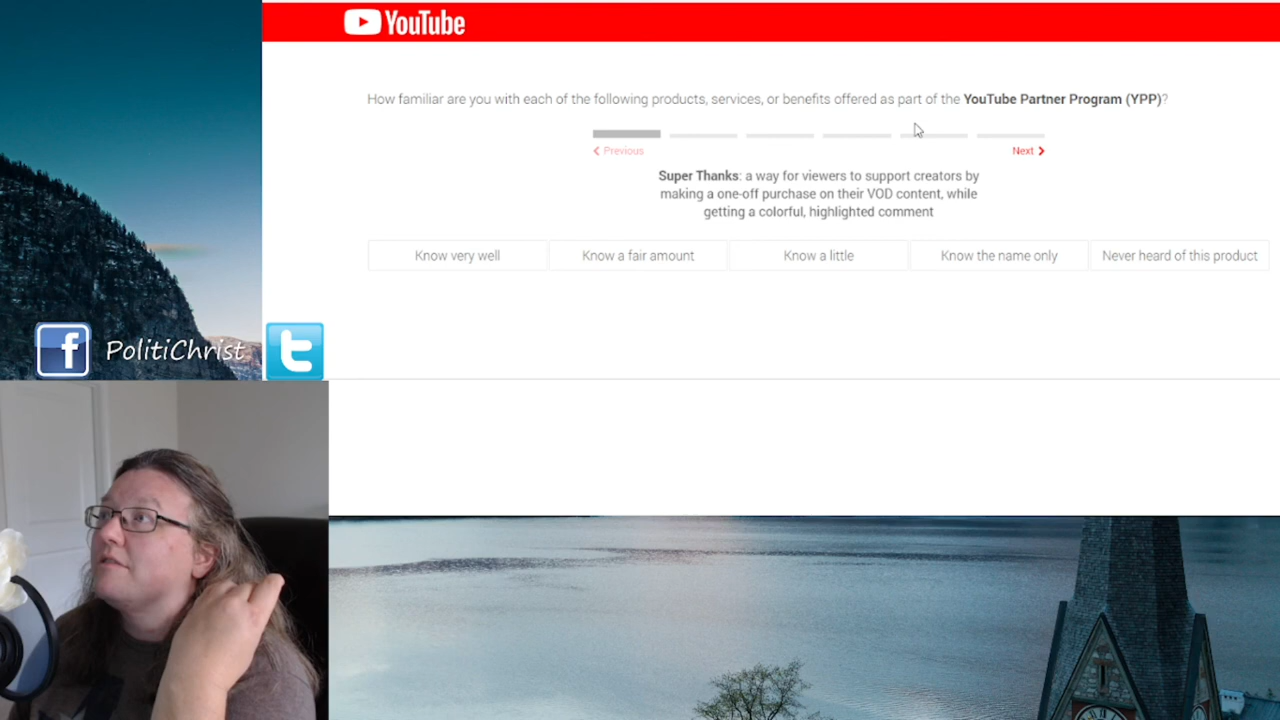 YouTube
How familiar are you with each of the following products, services, or benefits offered as part of the YouTube Partner Program (YPP)?
Previous
Next
Super Thanks: a way for viewers to support creators by
making a one-off purchase on their VOD content, while
getting a colorful, highlighted comment
Know very well
Know a fair amount
Know a little
Know the name only
Never heard of this product
f
PolitiChrist
t